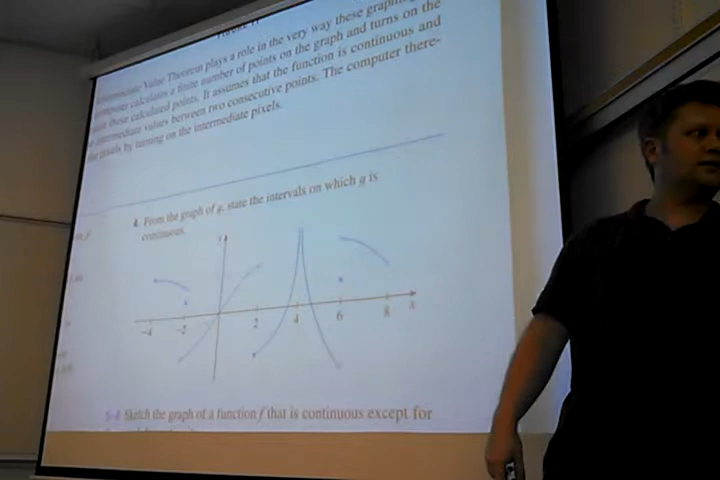 Intermediate Value Theorem plays a role in the very way these
computer calculates a finite number of points on the graph and turns on the
these calculated points. It assumes that the function is continuous and
intermediate values between two consecutive points. The computer there-
pixels by turning on the intermediate pixels.
4. From the graph of g, state the intervals on which g is
continuous.
y
-4 -2 2 4 6 8 x
5-8 Sketch the graph of a function f that is continuous except for